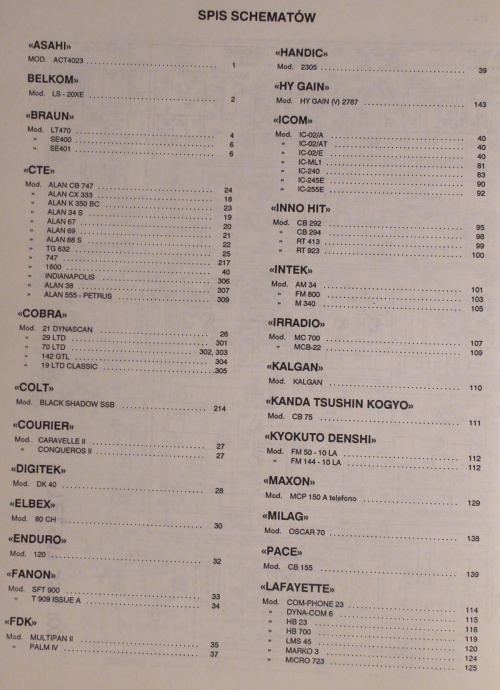 SPIS SCHEMATÓW
«ASAHI»
MOD. ACT4023 ........ 1
BELKOM»
Mod. LS - 20XE ........ 2
«BRAUN»
Mod. LT470 ........ 4
» SE400 ........ 6
» SE401 ........ 6
«CTE»
Mod. ALAN CB 747 ........ 24
» ALAN CX 333 ........ 18
» ALAN K 350 BC ........ 23
» ALAN 34 S ........ 19
» ALAN 67 ........ 20
» ALAN 69 ........ 21
» ALAN 88 S ........ 22
» TG 632 ........ 25
» 747 ........ 217
» 1600 ........ 40
» INDIANAPOLIS ........ 306
» ALAN 38 ........ 307
» ALAN 555 - PETRUS ........ 309
«COBRA»
Mod. 21 DYNASCAN ........ 26
» 29 LTD ........ 301
» 70 LTD ........ 302, 303
» 142 GTL ........ 304
» 19 LTD CLASSIC ........ 305
«COLT»
Mod. BLACK SHADOW SSB ........ 214
«COURIER»
Mod. CARAVELLE II ........ 27
» CONQUEROS II ........ 27
«DIGITEK»
Mod. DK 40 ........ 28
«ELBEX»
Mod. 80 CH ........ 30
«ENDURO»
Mod. 120 ........ 32
«FANON»
Mod. SFT 900 ........ 33
» T 909 ISSUE A ........ 34
«FDK»
Mod. MULTIPAN II ........ 35
» PALM IV ........ 37
«HANDIC»
Mod. 2305 ........ 39
«HY GAIN»
Mod. HY GAIN (V) 2787 ........ 143
«ICOM»
Mod. IC-02/A ........ 40
» IC-02/AT ........ 40
» IC-02/E ........ 40
» IC-ML1 ........ 81
» IC-240 ........ 83
» IC-245E ........ 90
» IC-255E ........ 92
«INNO HIT»
Mod. CB 292 ........ 95
» CB 294 ........ 98
» RT 413 ........ 99
» RT 923 ........ 100
«INTEK»
Mod. AM 34 ........ 101
» FM 800 ........ 103
» M 340 ........ 105
«IRRADIO»
Mod. MC 700 ........ 107
» MCB-22 ........ 109
«KALGAN»
Mod. KALGAN ........ 110
«KANDA TSUSHIN KOGYO»
Mod. CB 75 ........ 111
«KYOKUTO DENSHI»
Mod. FM 50 - 10 LA ........ 112
» FM 144 - 10 LA ........ 112
«MAXON»
Mod. MCP 150 A telefono ........ 129
«MILAG»
Mod. OSCAR 70 ........ 138
«PACE»
Mod. CB 155 ........ 139
«LAFAYETTE»
Mod. COM-PHONE 23 ........ 114
» DYNA-COM 6 ........ 115
» HB 23 ........ 116
» HB 700 ........ 119
» LMS 45 ........ 120
» MARKO 3 ........ 124
» MICRO 723 ........ 125